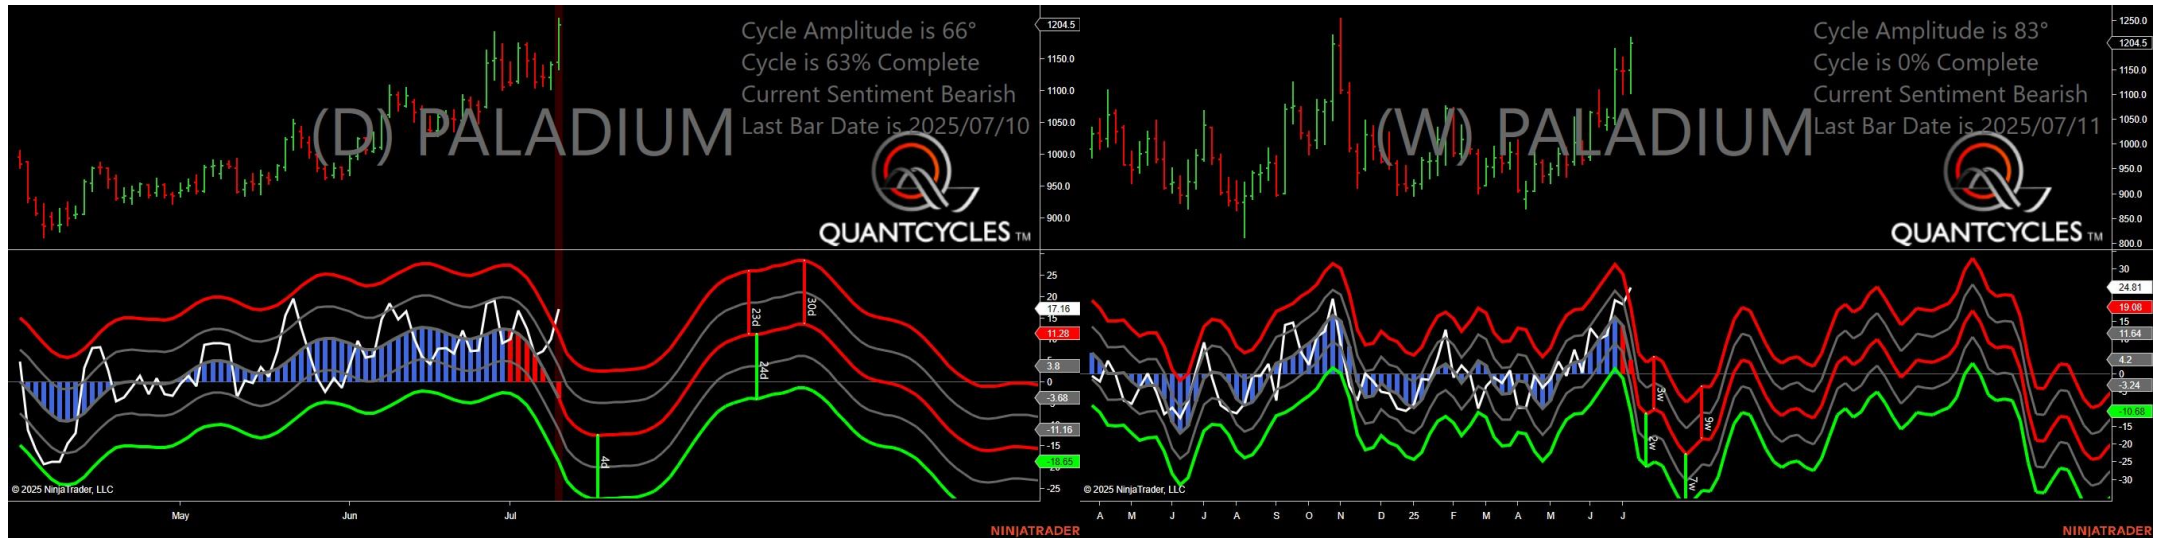 Cycle Amplitude is 66°
Cycle is 63% Complete
Current Sentiment Bearish
Last Bar Date is 2025/07/10
(D) PALADIUM
QUANTCYCLES TM
1204.5
1150.0
1100.0
1050.0
1000.0
950.0
900.0
25
20
17.16
15
11.28
3.8
0
-3.68
-11.16
-15
-18.65
-25
23d
24d
30d
4d
© 2025 NinjaTrader, LLC
May
Jun
Jul
NINJATRADER
Cycle Amplitude is 83°
Cycle is 0% Complete
Current Sentiment Bearish
Last Bar Date is 2025/07/11
(W) PALADIUM
QUANTCYCLES TM
1250.0
1204.5
1150.0
1100.0
1050.0
1000.0
950.0
900.0
850.0
800.0
30
24.81
19.08
15
11.64
4.2
0
-3.24
-10.68
-15
-20
-25
-30
2w
9w
7w
© 2025 NinjaTrader, LLC
A M J J A S O N D 25 F M A M J J
NINJATRADER